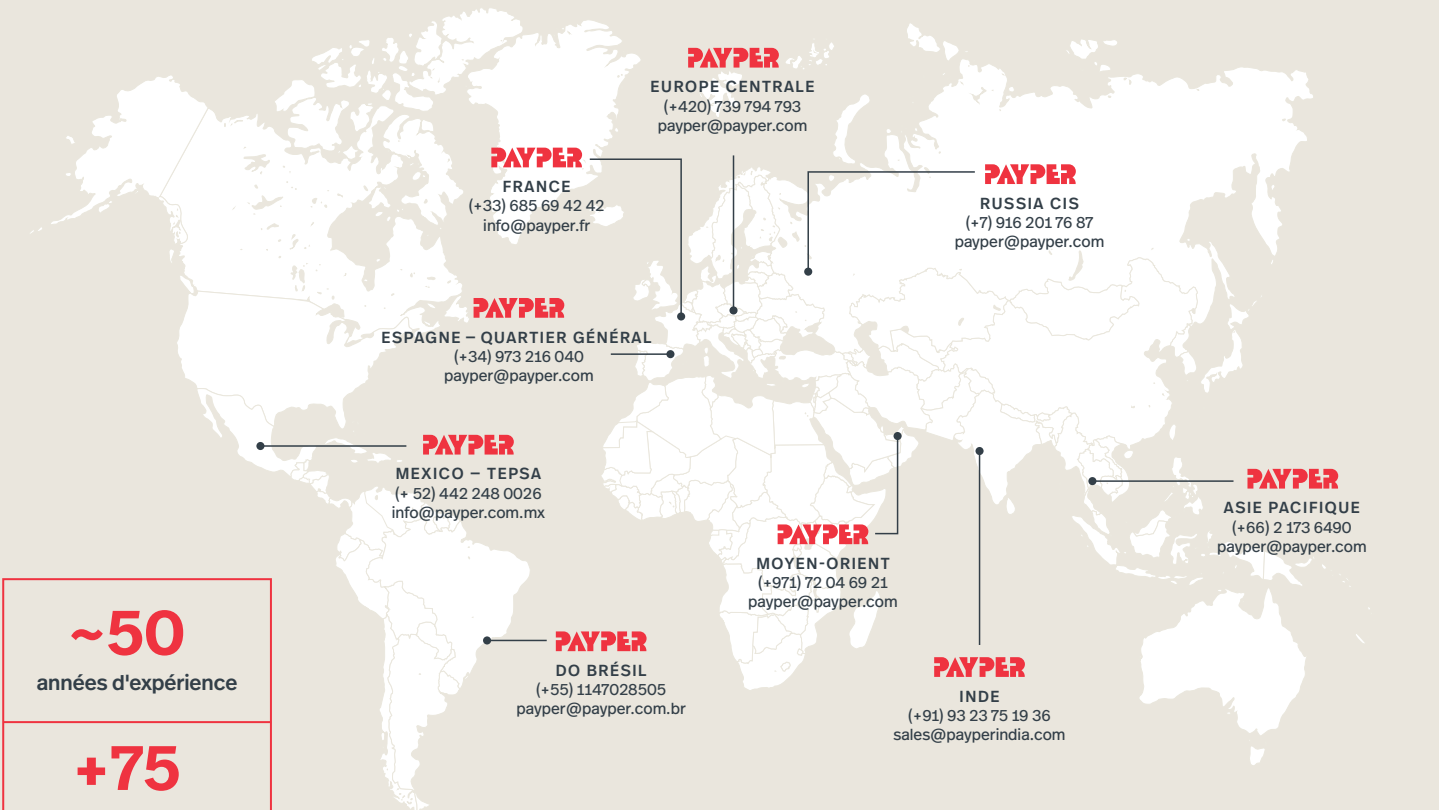 PAYPER
EUROPE CENTRALE
(+420) 739 794 793
payper@payper.com
PAYPER
FRANCE
(+33) 685 69 42 42
info@payper.fr
PAYPER
RUSSIA CIS
(+7) 916 201 76 87
payper@payper.com
PAYPER
ESPAGNE – QUARTIER GÉNÉRAL
(+34) 973 216 040
payper@payper.com
PAYPER
MEXICO – TEPSA
(+ 52) 442 248 0026
info@payper.com.mx
PAYPER
ASIE PACIFIQUE
(+66) 2 173 6490
payper@payper.com
PAYPER
MOYEN-ORIENT
(+971) 72 04 69 21
payper@payper.com
PAYPER
DO BRÉSIL
(+55) 1147028505
payper@payper.com.br
PAYPER
INDE
(+91) 93 23 75 19 36
sales@payperindia.com
~50
années d'expérience
+75